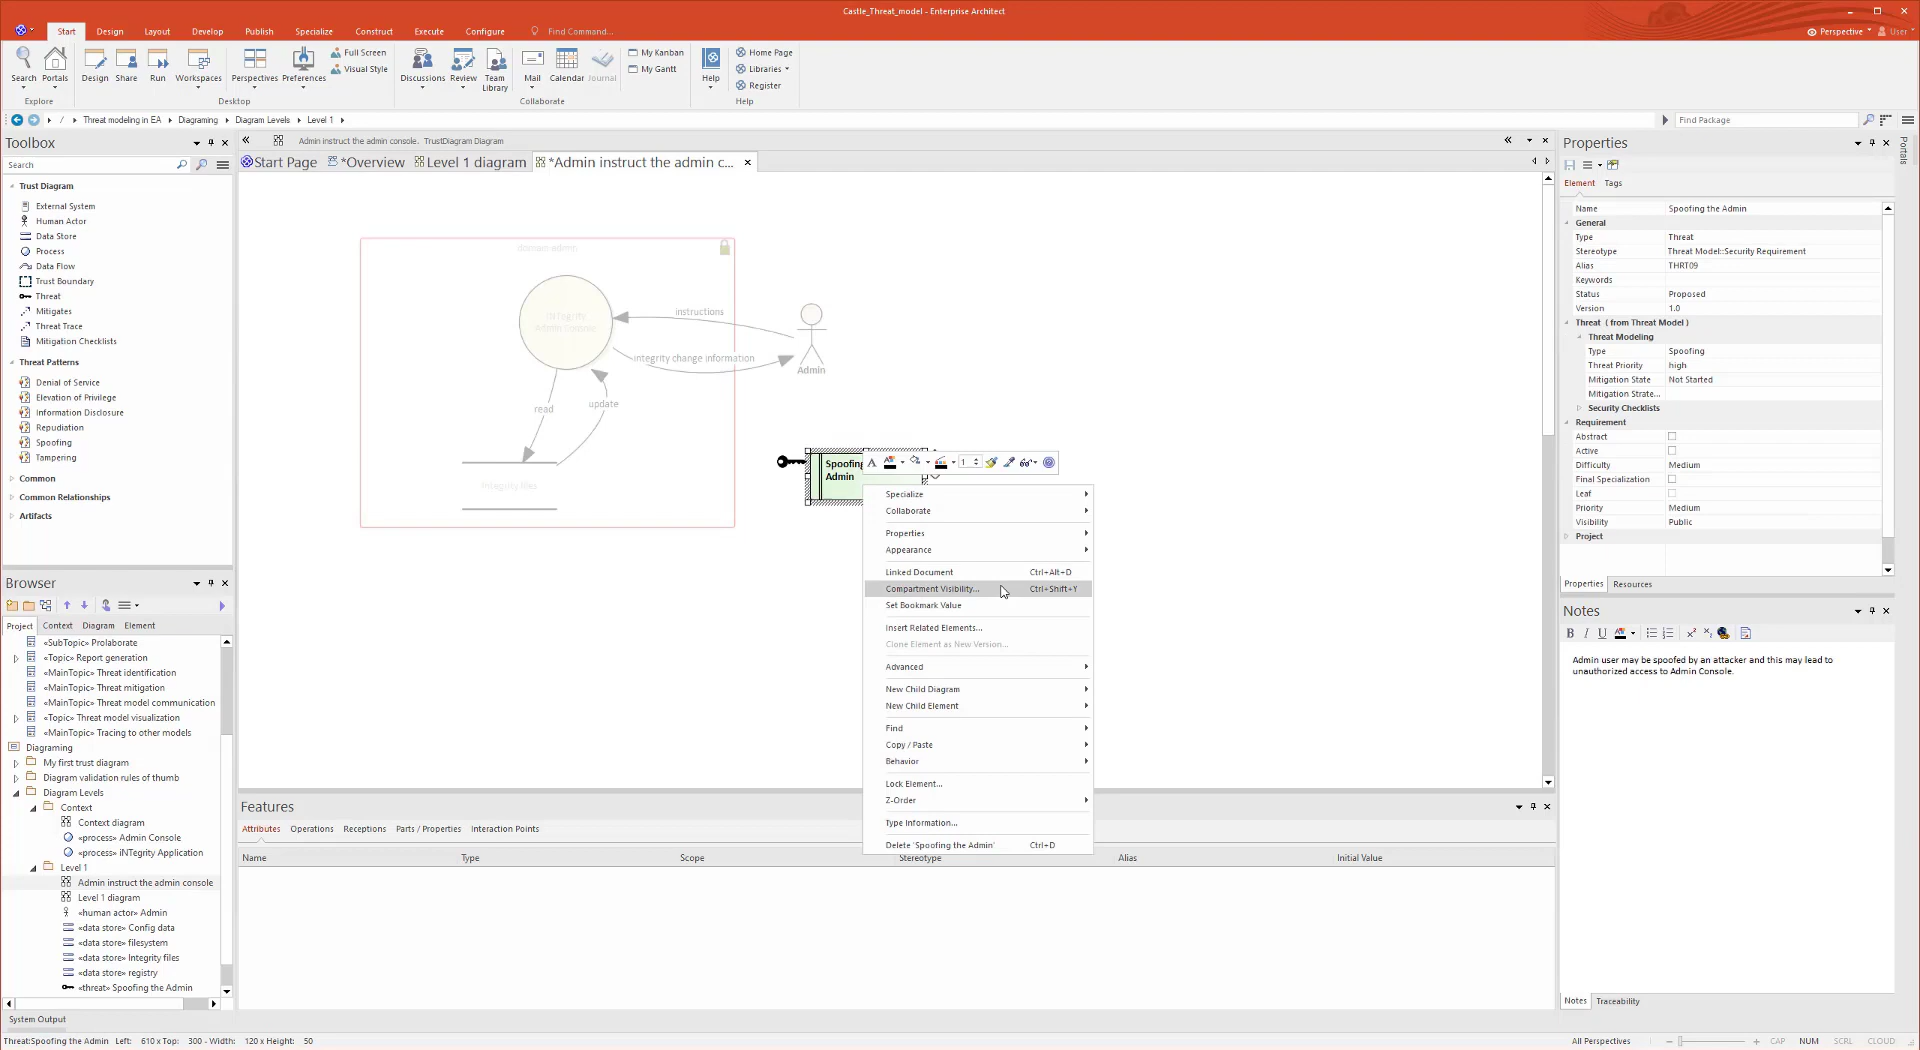 Castle_Threat_model - Enterprise Architect
Start Design Layout Develop Publish Specialize Construct Execute Configure Find Command... Perspective User
Search Portals Design Share Run Workspaces Perspectives Preferences Full Screen Visual Style Discussions Review Team Library Mail Calendar Journal My Kanban My Gantt Help Home Page Libraries Register
Explore Desktop Collaborate Help
/ Threat modeling in EA Diagraming Diagram Levels Level 1 Find Package
Toolbox
Search
Trust Diagram
External System
Human Actor
Data Store
Process
Data Flow
Trust Boundary
Threat
Mitigates
Threat Trace
Mitigation Checklists
Threat Patterns
Denial of Service
Elevation of Privilege
Information Disclosure
Repudiation
Spoofing
Tampering
Common
Common Relationships
Artifacts
Browser
Project Context Diagram Element
«SubTopic» Prolaborate
«Topic» Report generation
«MainTopic» Threat identification
«MainTopic» Threat mitigation
«MainTopic» Threat model communication
«Topic» Threat model visualization
«MainTopic» Tracing to other models
Diagraming
My first trust diagram
Diagram validation rules of thumb
Diagram Levels
Context
Context diagram
«process» Admin Console
«process» iNTegrity Application
Level 1
Admin instruct the admin console
Level 1 diagram
«human actor» Admin
«data store» Config data
«data store» filesystem
«data store» Integrity files
«data store» registry
«threat» Spoofing the Admin
System Output
Admin instruct the admin console. TrustDiagram Diagram
Start Page *Overview Level 1 diagram *Admin instruct the admin c...
domain admin
iNTegrity
Admin Console
instructions
integrity change information
Admin
read
update
Integrity files
Spoofing
Admin
1
Specialize
Collaborate
Properties
Appearance
Linked Document Ctrl+Alt+D
Compartment Visibility... Ctrl+Shift+Y
Set Bookmark Value
Insert Related Elements...
Clone Element as New Version...
Advanced
New Child Diagram
New Child Element
Find
Copy / Paste
Behavior
Lock Element...
Z-Order
Type Information...
Delete 'Spoofing the Admin' Ctrl+D
Features
Attributes Operations Receptions Parts / Properties Interaction Points
Name Type Scope Stereotype Alias Initial Value
Properties
Element Tags
Name Spoofing the Admin
General
Type Threat
Stereotype Threat Model::Security Requirement
Alias THRT09
Keywords
Status Proposed
Version 1.0
Threat ( from Threat Model )
Threat Modeling
Type Spoofing
Threat Priority high
Mitigation State Not Started
Mitigation Strate...
Security Checklists
Requirement
Abstract
Active
Difficulty Medium
Final Specialization
Leaf
Priority Medium
Visibility Public
Project
Properties Resources
Notes
B I U A
Admin user may be spoofed by an attacker and this may lead to
unauthorized access to Admin Console.
Notes Traceability
Portals
Threat:Spoofing the Admin Left: 610 x Top: 300 - Width: 120 x Height: 50 All Perspectives CAP NUM SCRL CLOUD